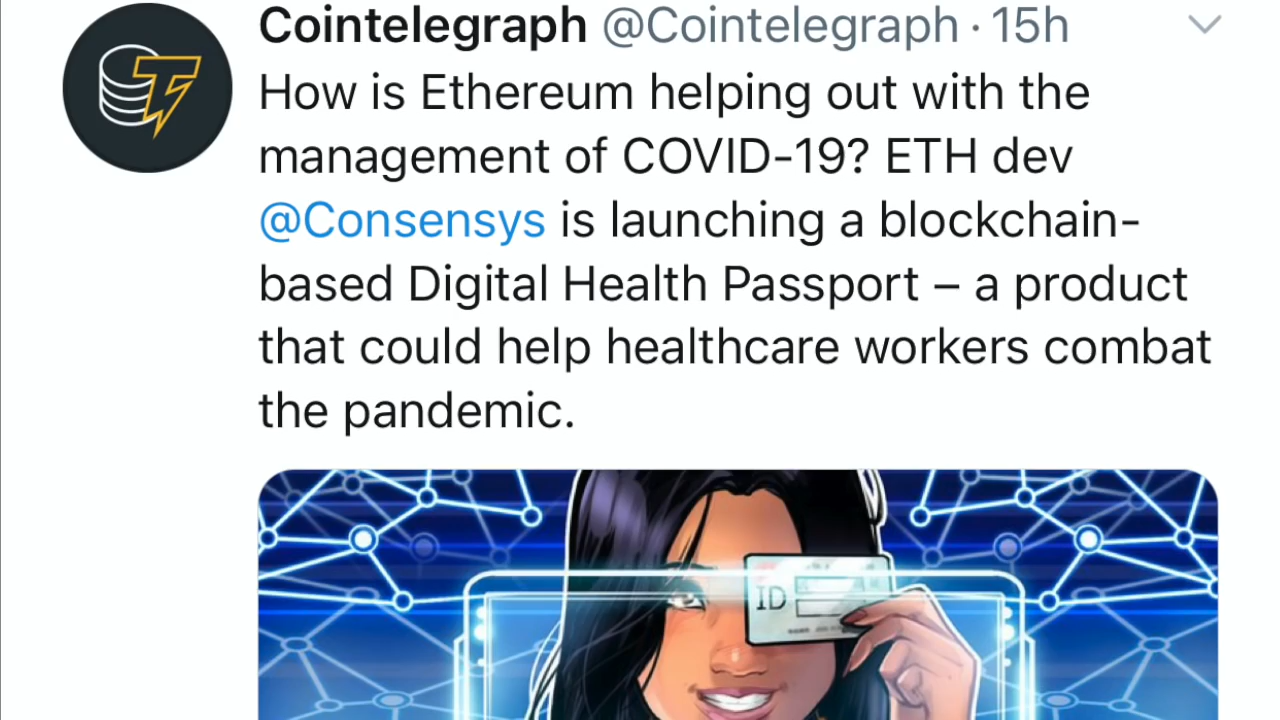 Cointelegraph @Cointelegraph · 15h
How is Ethereum helping out with the
management of COVID-19? ETH dev
@Consensys is launching a blockchain-
based Digital Health Passport – a product
that could help healthcare workers combat
the pandemic.
ID